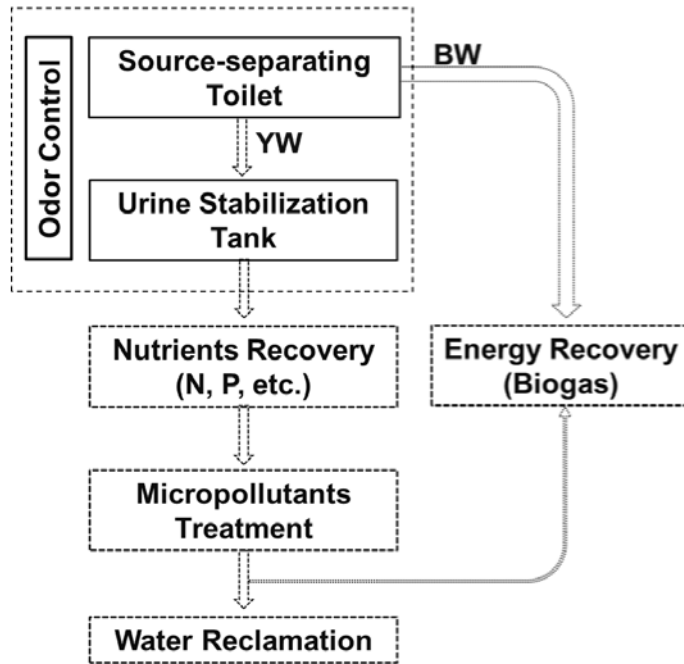 Odor Control
Source-separating
Toilet
BW
YW
Urine Stabilization
Tank
Nutrients Recovery
(N, P, etc.)
Energy Recovery
(Biogas)
Micropollutants
Treatment
Water Reclamation